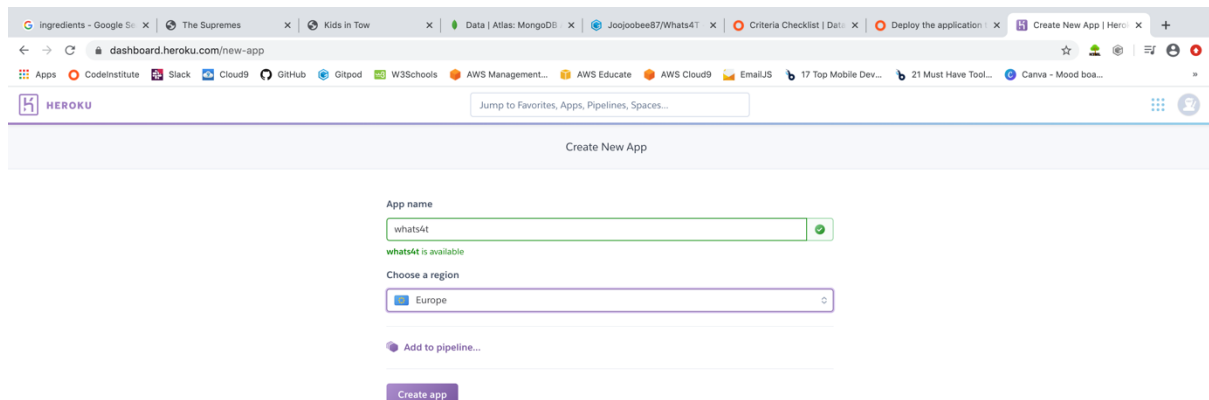 ingredients - Google Se
The Supremes
Kids in Tow
Data | Atlas: MongoDB
Joojoobee87/Whats4T
Criteria Checklist | Data
Deploy the application
Create New App | Herok
dashboard.heroku.com/new-app
Apps CodeInstitute Slack Cloud9 GitHub Gitpod W3Schools AWS Management... AWS Educate AWS Cloud9 EmailJS 17 Top Mobile Dev... 21 Must Have Tool... Canva - Mood boa... »
HEROKU
Jump to Favorites, Apps, Pipelines, Spaces...
Create New App
App name
whats4t
whats4t is available
Choose a region
Europe
Add to pipeline...
Create app